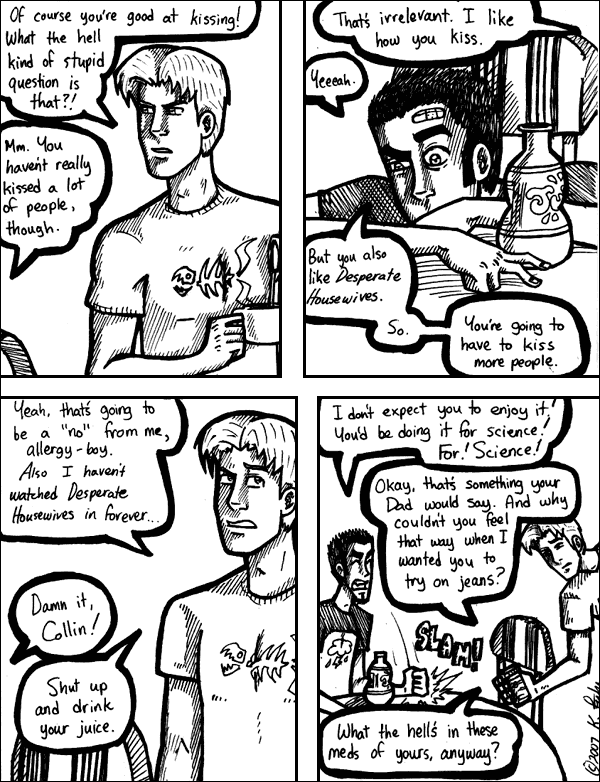 Of course you're good at kissing!
What the hell
kind of stupid
question is
that?!
Mm. You
haven't really
kissed a lot
of people,
though.
That's irrelevant. I like
how you kiss.
Yeeeah.
But you also
like Desperate
Housewives.
So.
You're going to
have to kiss
more people.
Yeah, that's going to
be a "no" from me,
allergy-boy.
Also I haven't
watched Desperate
Housewives in forever...
Damn it,
Collin!
Shut up
and drink
your juice.
I don't expect you to enjoy it.
You'd be doing it for science!
For! Science!
Okay, that's something your
Dad would say. And why
couldn't you feel
that way when I
wanted you to
try on jeans?
SLAM!
What the hell's in these
meds of yours, anyway?